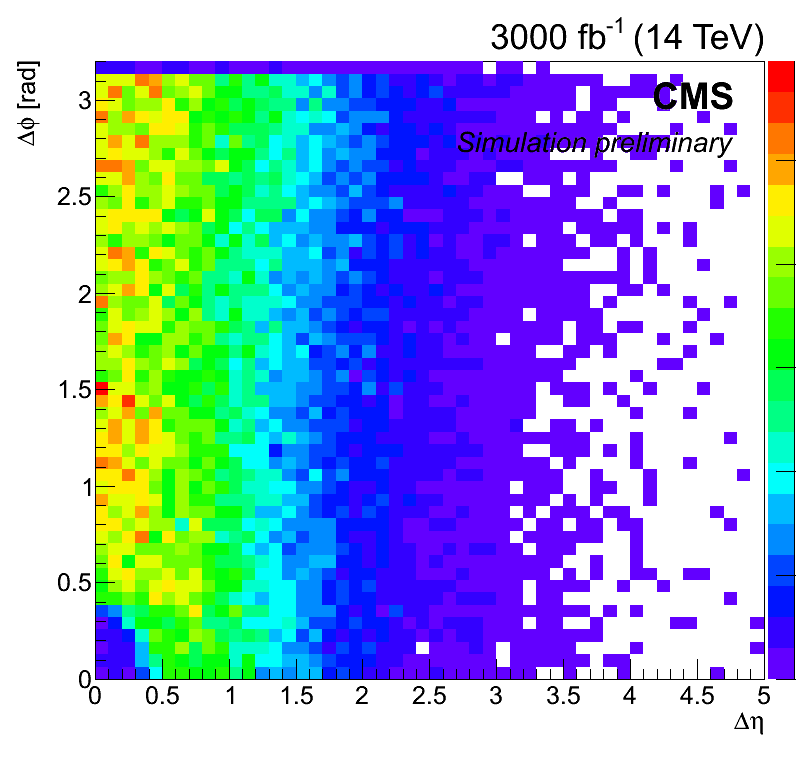 3000 fb⁻¹ (14 TeV)
Δϕ [rad]
CMS
Simulation preliminary
3
2.5
2
1.5
1
0.5
0
0 0.5 1 1.5 2 2.5 3 3.5 4 4.5 5
Δη